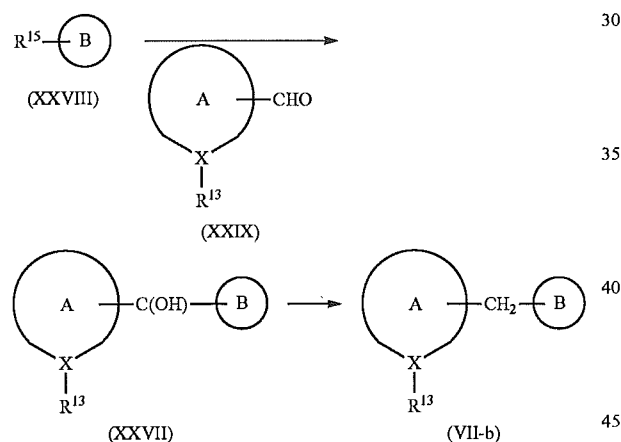 R¹⁵ B 30
(XXVIII)
A CHO
X 35
R¹³
(XXIX)
A C(OH) B A CH₂ B 40
X X
R¹³ R¹³
(XXVII) (VII-b) 45